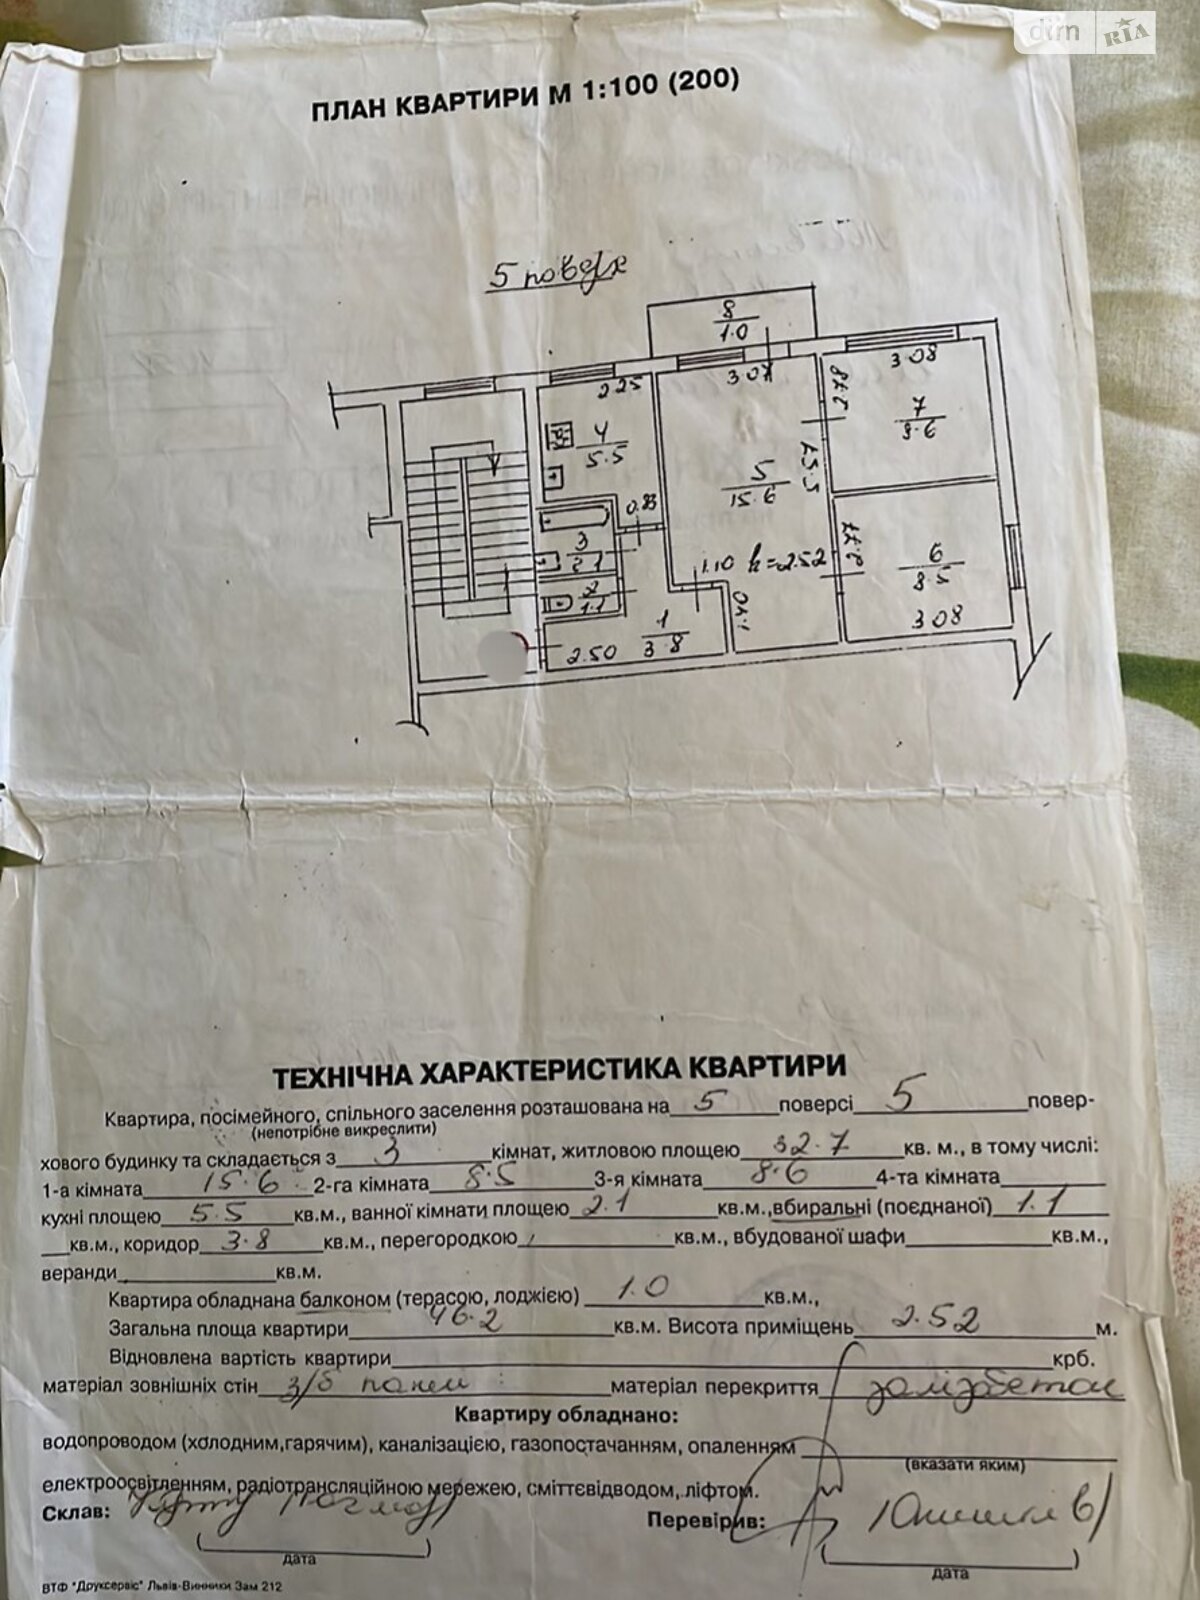 dim RIA
ПЛАН КВАРТИРИ М 1:100 (200)
5 поверх
8
1.0
2.25
3.07
3.08
2.78
4
5.5
7
8.6
5
15.6
5.57
0.83
3
2.1
1.10 h=2.52
2.77
6
8.5
2
1.1
1
3.8
1.40
3.08
2.50
ТЕХНІЧНА ХАРАКТЕРИСТИКА КВАРТИРИ
Квартира, посімейного, спільного заселення розташована на 5 поверсі 5 повер-
(непотрібне викреслити)
хового будинку та складається з 3 кімнат, житловою площею 32.7 кв. м., в тому числі:
1-а кімната 15.6 2-га кімната 8.5 3-я кімната 8.6 4-та кімната
кухні площею 5.5 кв.м., ванної кімнати площею 2.1 кв.м.,вбиральні (поєднаної) 1.1
кв.м., коридор 3.8 кв.м., перегородкою кв.м., вбудованої шафи кв.м.,
веранди кв.м.
Квартира обладнана балконом (терасою, лоджією) 1.0 кв.м.,
Загальна площа квартири 46.2 кв.м. Висота приміщень 2.52 м.
Відновлена вартість квартири крб.
матеріал зовнішніх стін з/б панелі матеріал перекриття залізобетон
Квартиру обладнано:
водопроводом (холодним,гарячим), каналізацією, газопостачанням, опаленням
(вказати яким)
електроосвітленням, радіотрансляційною мережею, сміттєвідводом, ліфтом.
Склав: Перевірив:
дата
дата
ВТФ "Друксервіс" Львів-Винники Зам 212